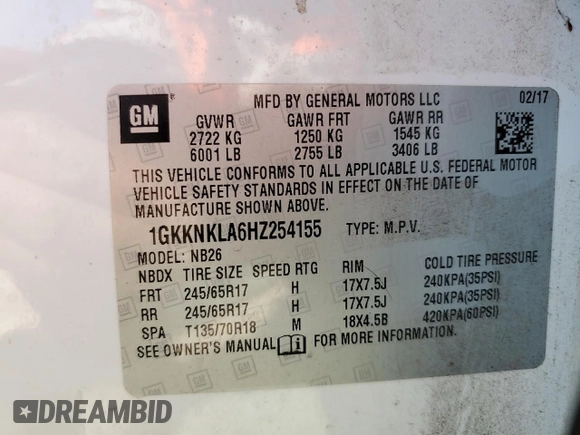 GM
MFD BY GENERAL MOTORS LLC 02/17
GVWR GAWR FRT GAWR RR
2722 KG 1250 KG 1545 KG
6001 LB 2755 LB 3406 LB
THIS VEHICLE CONFORMS TO ALL APPLICABLE U.S. FEDERAL MOTOR
VEHICLE SAFETY STANDARDS IN EFFECT ON THE DATE OF
MANUFACTURE SHOWN ABOVE.
1GKKNKLA6HZ254155 TYPE: M.P.V.
MODEL: NB26
NBDX TIRE SIZE SPEED RTG RIM COLD TIRE PRESSURE
FRT 245/65R17 H 17X7.5J 240KPA(35PSI)
RR 245/65R17 H 17X7.5J 240KPA(35PSI)
SPA T135/70R18 M 18X4.5B 420KPA(60PSI)
SEE OWNER'S MANUAL i FOR MORE INFORMATION.
DREAMBID